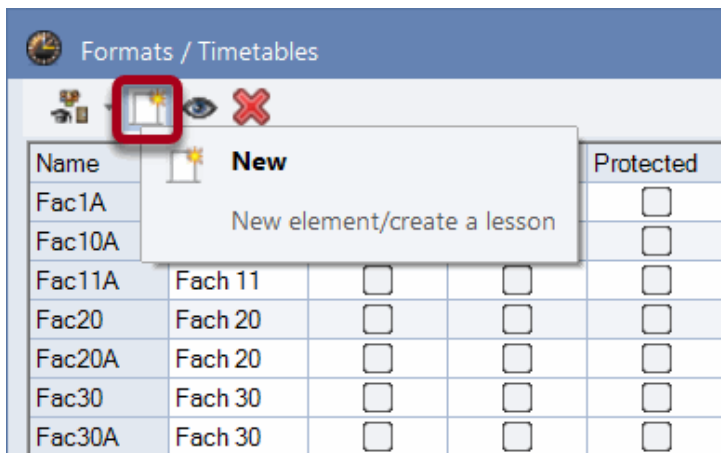 Formats / Timetables
New
New element/create a lesson
Name Protected
Fac1A
Fac10A
Fac11A Fach 11
Fac20 Fach 20
Fac20A Fach 20
Fac30 Fach 30
Fac30A Fach 30